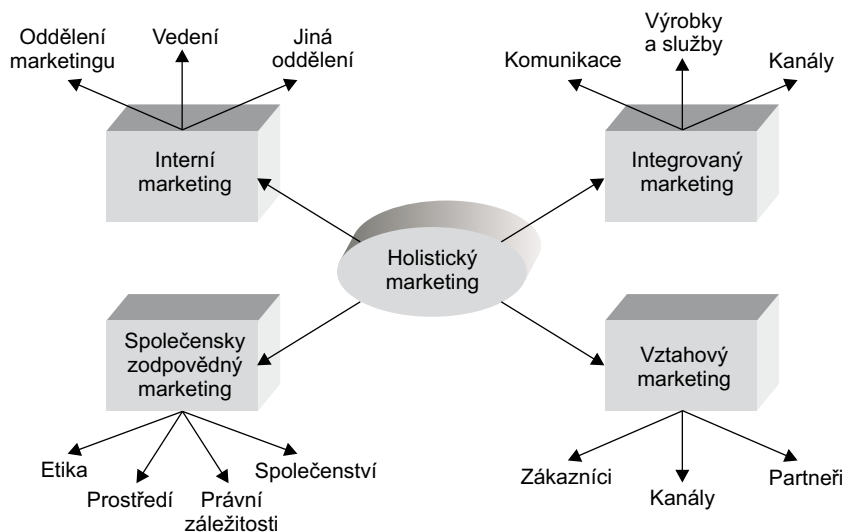 Oddělení
marketingu
Vedení
Jiná
oddělení
Interní
marketing
Komunikace
Výrobky
a služby
Kanály
Integrovaný
marketing
Holistický
marketing
Společensky
zodpovědný
marketing
Etika
Prostředí
Právní
záležitosti
Společenství
Vztahový
marketing
Zákazníci
Kanály
Partneři